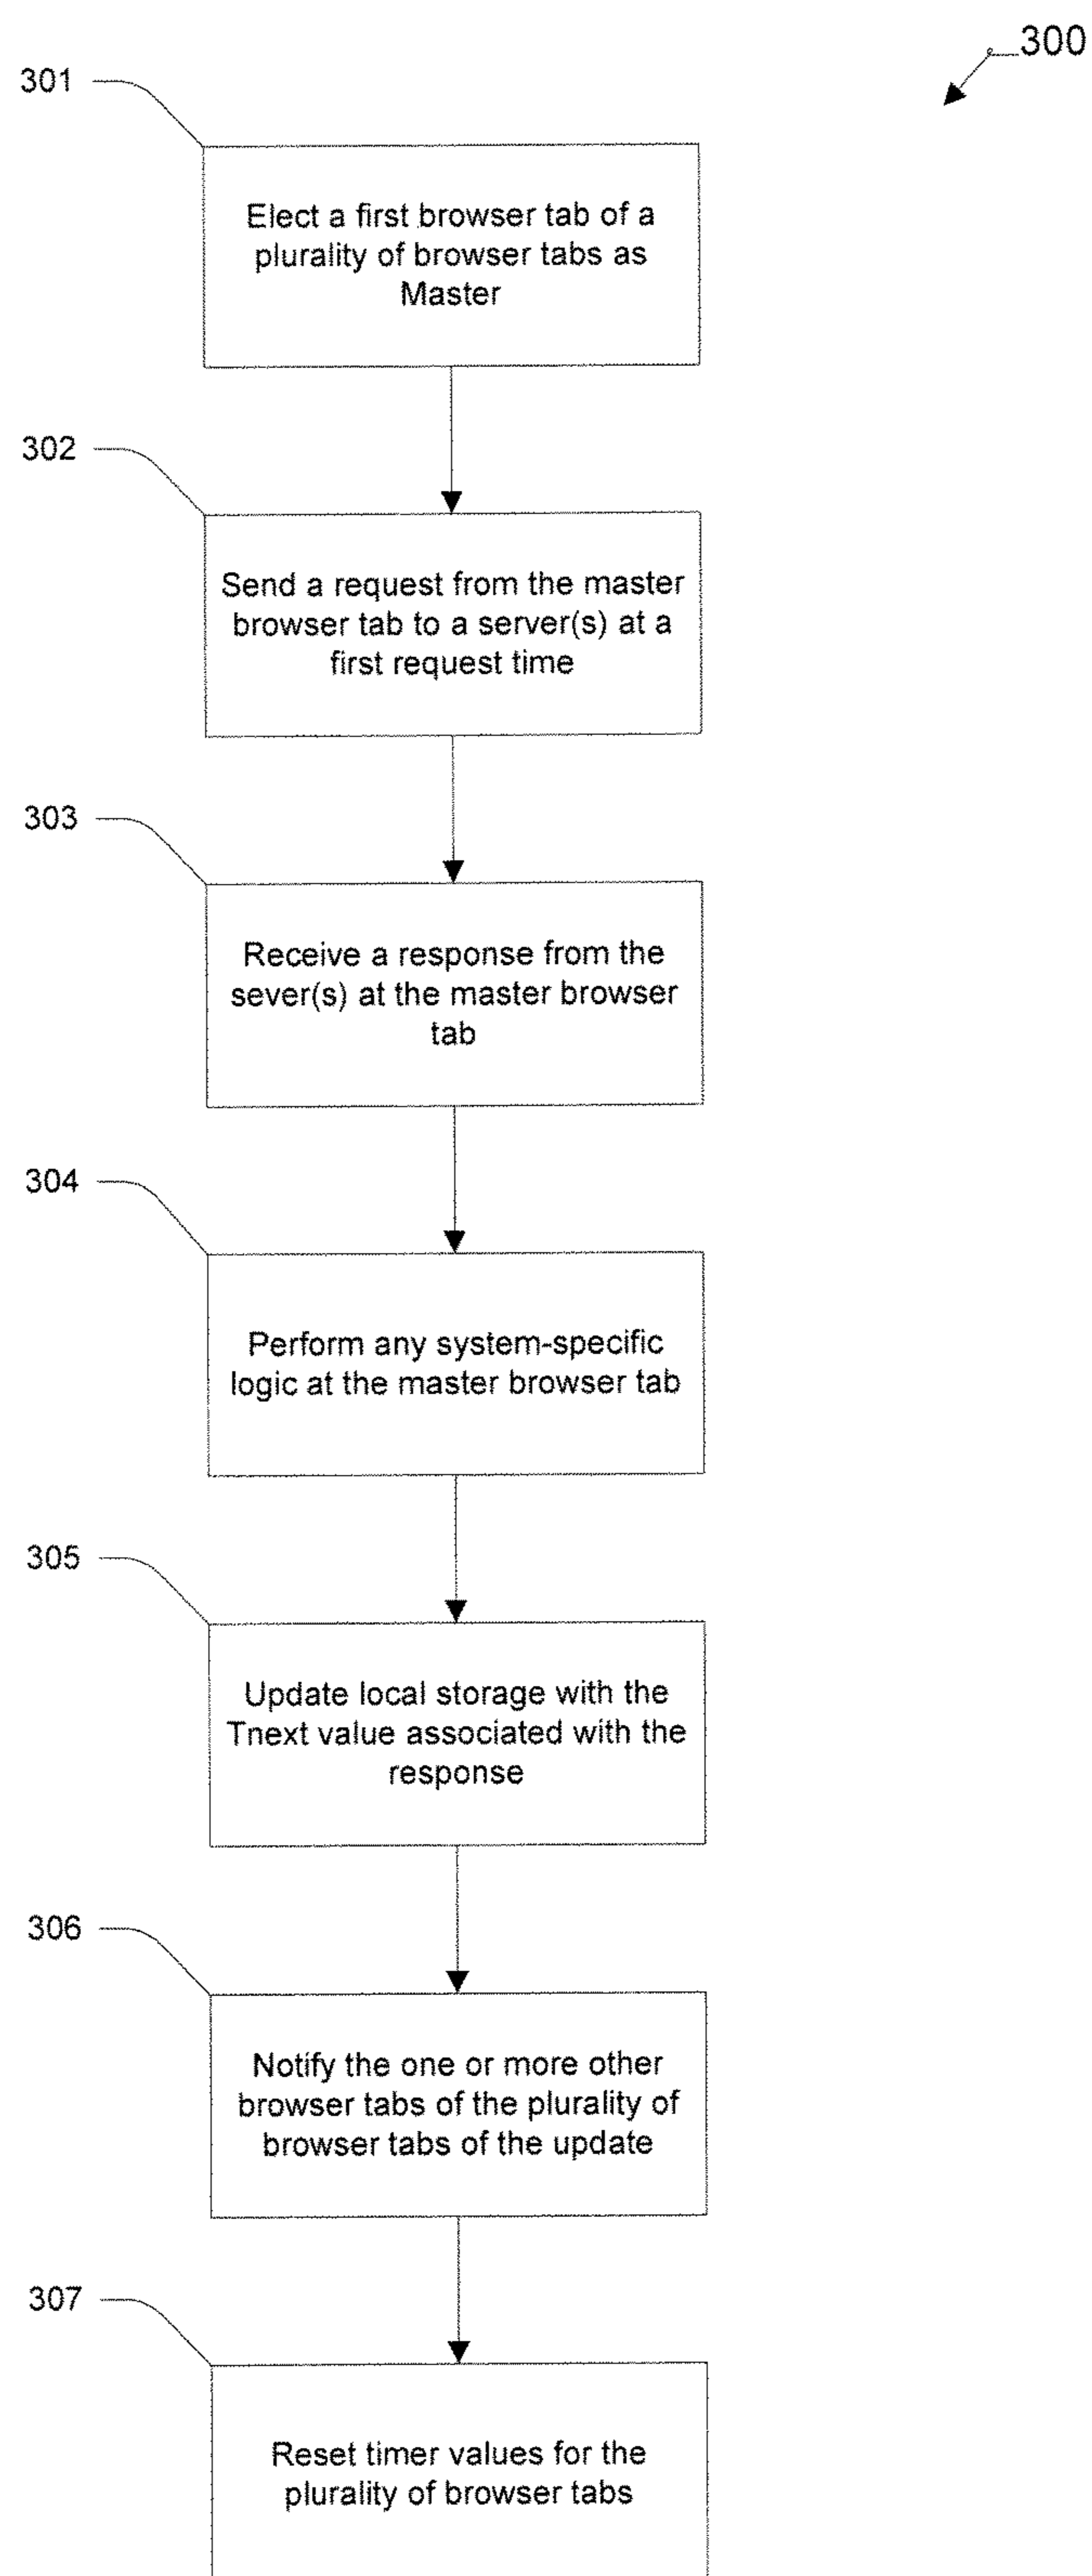 300
301
Elect a first browser tab of a
plurality of browser tabs as
Master
302
Send a request from the master
browser tab to a server(s) at a
first request time
303
Receive a response from the
sever(s) at the master browser
tab
304
Perform any system-specific
logic at the master browser tab
305
Update local storage with the
Tnext value associated with the
response
306
Notify the one or more other
browser tabs of the plurality of
browser tabs of the update
307
Reset timer values for the
plurality of browser tabs